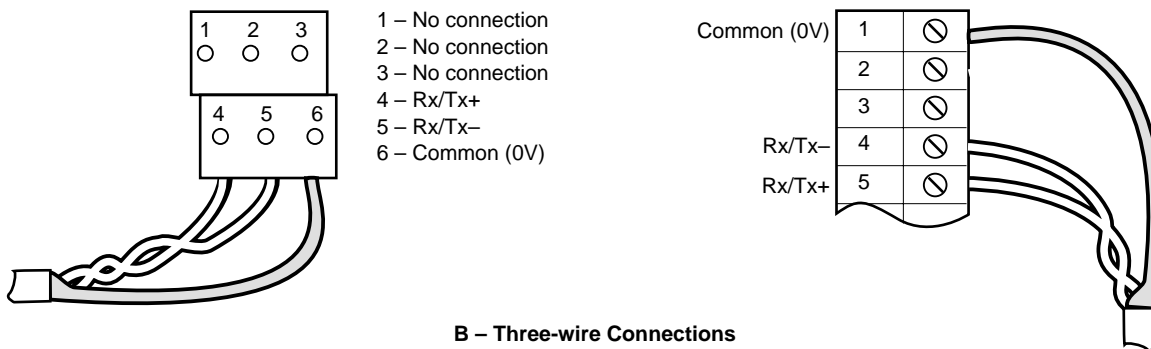 1 2 3
4 5 6
1 – No connection
2 – No connection
3 – No connection
4 – Rx/Tx+
5 – Rx/Tx–
6 – Common (0V)
Common (0V) 1
2
3
Rx/Tx– 4
Rx/Tx+ 5
B – Three-wire Connections